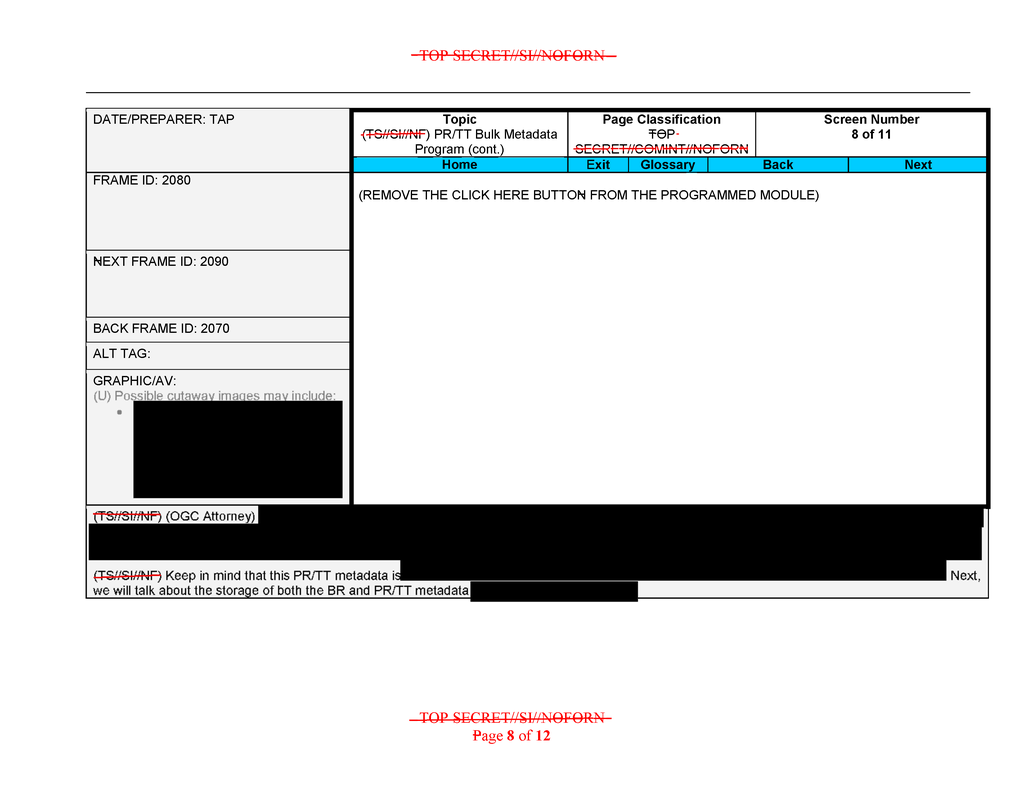 TOP SECRET//SI//NOFORN
DATE/PREPARER: TAP
Topic
(TS//SI//NF) PR/TT Bulk Metadata
Program (cont.)
Page Classification
TOP
SECRET//COMINT//NOFORN
Screen Number
8 of 11
Home Exit Glossary Back Next
FRAME ID: 2080
(REMOVE THE CLICK HERE BUTTON FROM THE PROGRAMMED MODULE)
NEXT FRAME ID: 2090
BACK FRAME ID: 2070
ALT TAG:
GRAPHIC/AV:
(U) Possible cutaway images may include:
•
(TS//SI//NF) (OGC Attorney)
(TS//SI//NF) Keep in mind that this PR/TT metadata is Next,
we will talk about the storage of both the BR and PR/TT metadata
TOP SECRET//SI//NOFORN
Page 8 of 12